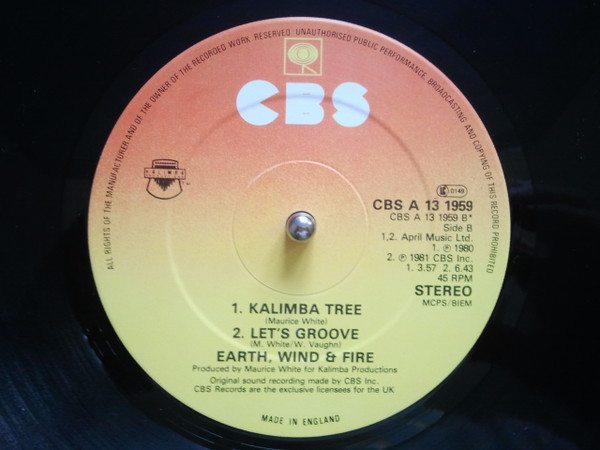 ALL RIGHTS OF THE MANUFACTURER AND OF THE OWNER OF THE RECORDED WORK RESERVED. UNAUTHORISED PUBLIC PERFORMANCE, BROADCASTING AND COPYING OF THIS RECORD PROHIBITED
CBS
KALIMBA
TM
0149
CBS A 13 1959
CBS A 13 1959 B*
Side B
1,2. April Music Ltd.
1. ℗ 1980
2. ℗ 1981 CBS Inc.
1. 3.57 2. 6.43
45 RPM
STEREO
MCPS/BIEM
1. KALIMBA TREE
(Maurice White)
2. LET'S GROOVE
(M. White/W. Vaughn)
EARTH, WIND & FIRE
Produced by Maurice White for Kalimba Productions
Original sound recording made by CBS Inc.
CBS Records are the exclusive licensees for the UK
MADE IN ENGLAND